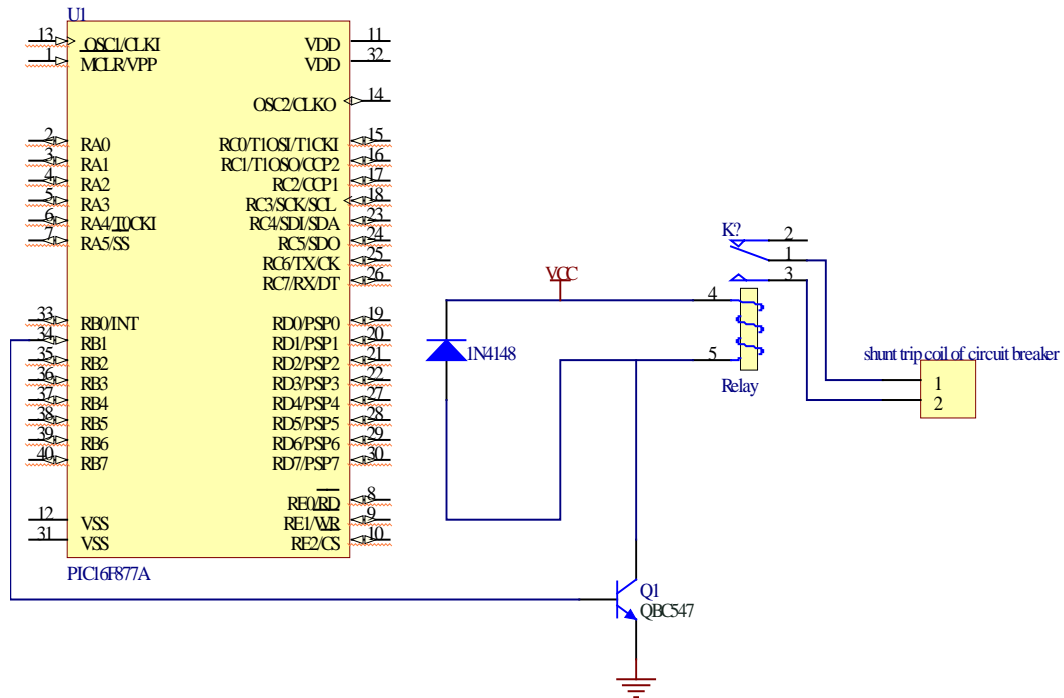 U1
13 OSC1/CLKI VDD 11
1 MCLR/VPP VDD 32
OSC2/CLKO 14
2 RA0 RC0/T1OSI/T1CKI 15
3 RA1 RC1/T1OSO/CCP2 16
4 RA2 RC2/CCP1 17
5 RA3 RC3/SCK/SCL 18
6 RA4/T0CKI RC4/SDI/SDA 23
7 RA5/SS RC5/SDO 24
RC6/TX/CK 25
RC7/RX/DT 26
33 RB0/INT RD0/PSP0 19
34 RB1 RD1/PSP1 20
35 RB2 RD2/PSP2 21
36 RB3 RD3/PSP3 22
37 RB4 RD4/PSP4 27
38 RB5 RD5/PSP5 28
39 RB6 RD6/PSP6 29
40 RB7 RD7/PSP7 30
RE0/RD 8
12 VSS RE1/WR 9
31 VSS RE2/CS 10
PIC16F877A
VCC
1N4148
K?
2
1
3
4
5
Relay
shunt trip coil of circuit breaker
1
2
Q1
QBC547